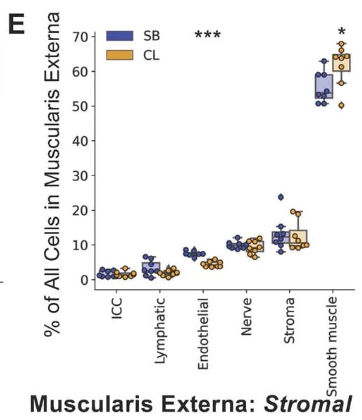 E
% of All Cells in Muscularis Externa
70
60
50
40
30
20
10
0
SB
CL
***
*
ICC
Lymphatic
Endothelial
Nerve
Stroma
Smooth muscle
Muscularis Externa: Stromal